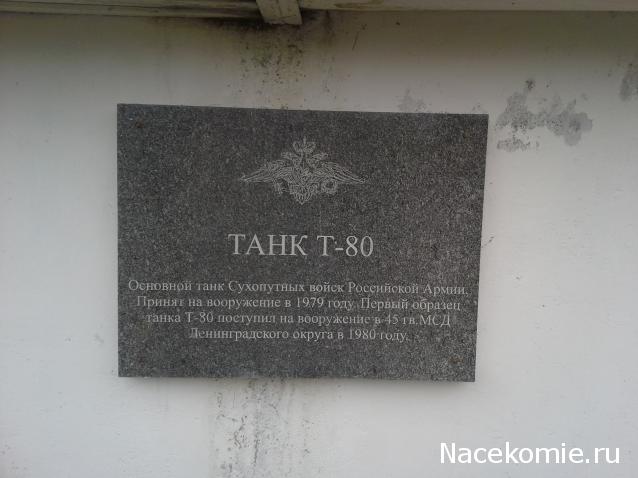 ТАНК Т-80
Основной танк Сухопутных войск Российской Армии.
Принят на вооружение в 1979 году. Первый образец
танка Т-80 поступил на вооружение в 45 гв.МСД
Ленинградского округа в 1980 году.
Nacekomie.ru